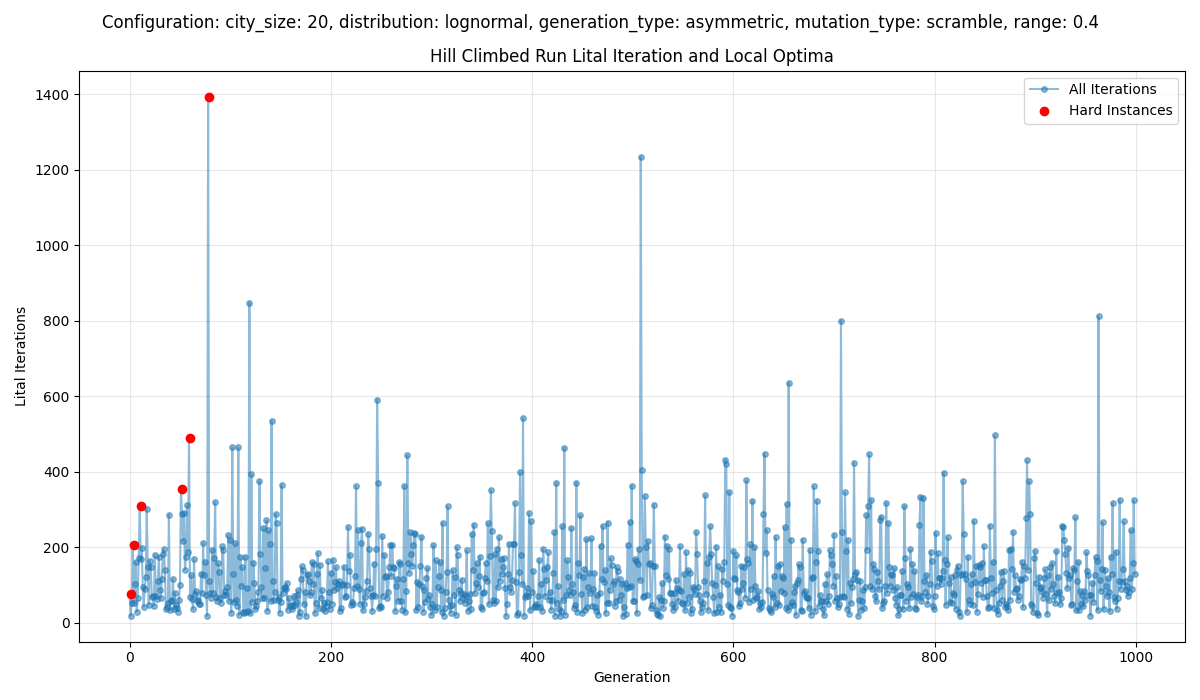 Configuration: city_size: 20, distribution: lognormal, generation_type: asymmetric, mutation_type: scramble, range: 0.4
Hill Climbed Run Lital Iteration and Local Optima
All Iterations
Hard Instances
1400
1200
1000
800
600
400
200
0
Lital Iterations
0 200 400 600 800 1000
Generation